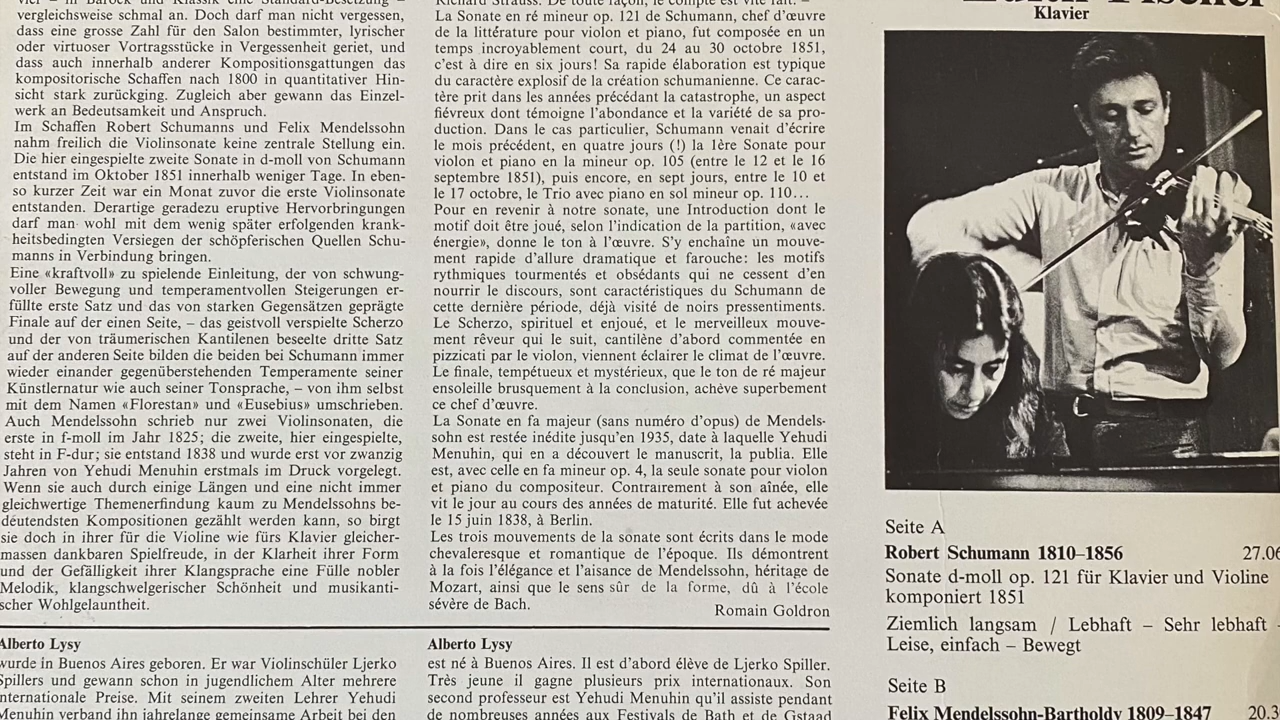 vergleichsweise schmal an. Doch darf man nicht vergessen,
dass eine grosse Zahl für den Salon bestimmter, lyrischer
oder virtuoser Vortragsstücke in Vergessenheit geriet, und
dass auch innerhalb anderer Kompositionsgattungen das
kompositorische Schaffen nach 1800 in quantitativer Hin-
sicht stark zurückging. Zugleich aber gewann das Einzel-
werk an Bedeutsamkeit und Anspruch.
Im Schaffen Robert Schumanns und Felix Mendelssohn
nahm freilich die Violinsonate keine zentrale Stellung ein.
Die hier eingespielte zweite Sonate in d-moll von Schumann
entstand im Oktober 1851 innerhalb weniger Tage. In eben-
so kurzer Zeit war ein Monat zuvor die erste Violinsonate
entstanden. Derartige geradezu eruptive Hervorbringungen
darf man wohl mit dem wenig später erfolgenden krank-
heitsbedingten Versiegen der schöpferischen Quellen Schu-
manns in Verbindung bringen.
Eine «kraftvoll» zu spielende Einleitung, der von schwung-
voller Bewegung und temperamentvollen Steigerungen er-
füllte erste Satz und das von starken Gegensätzen geprägte
Finale auf der einen Seite, – das geistvoll verspielte Scherzo
und der von träumerischen Kantilenen beseelte dritte Satz
auf der anderen Seite bilden die beiden bei Schumann immer
wieder einander gegenüberstehenden Temperamente seiner
Künstlernatur wie auch seiner Tonsprache, – von ihm selbst
mit dem Namen «Florestan» und «Eusebius» umschrieben.
Auch Mendelssohn schrieb nur zwei Violinsonaten, die
erste in f-moll im Jahr 1825; die zweite, hier eingespielte,
steht in F-dur; sie entstand 1838 und wurde erst vor zwanzig
Jahren von Yehudi Menuhin erstmals im Druck vorgelegt.
Wenn sie auch durch einige Längen und eine nicht immer
gleichwertige Themenerfindung kaum zu Mendelssohns be-
deutendsten Kompositionen gezählt werden kann, so birgt
sie doch in ihrer für die Violine wie fürs Klavier gleicher-
massen dankbaren Spielfreude, in der Klarheit ihrer Form
und der Gefälligkeit ihrer Klangsprache eine Fülle nobler
Melodik, klangschwelgerischer Schönheit und musikanti-
scher Wohlgelauntheit.
Alberto Lysy
wurde in Buenos Aires geboren. Er war Violinschüler Ljerko
Spillers und gewann schon in jugendlichem Alter mehrere
internationale Preise. Mit seinem zweiten Lehrer Yehudi
Menuhin verband ihn jahrelange gemeinsame Arbeit bei den
Richard Strauss. De toute façon, le compte est vite fait. –
La Sonate en ré mineur op. 121 de Schumann, chef d'œuvre
de la littérature pour violon et piano, fut composée en un
temps incroyablement court, du 24 au 30 octobre 1851,
c'est à dire en six jours! Sa rapide élaboration est typique
du caractère explosif de la création schumanienne. Ce carac-
tère prit dans les années précédant la catastrophe, un aspect
fiévreux dont témoigne l'abondance et la variété de sa pro-
duction. Dans le cas particulier, Schumann venait d'écrire
le mois précédent, en quatre jours (!) la 1ère Sonate pour
violon et piano en la mineur op. 105 (entre le 12 et le 16
septembre 1851), puis encore, en sept jours, entre le 10 et
le 17 octobre, le Trio avec piano en sol mineur op. 110...
Pour en revenir à notre sonate, une Introduction dont le
motif doit être joué, selon l'indication de la partition, «avec
énergie», donne le ton à l'œuvre. S'y enchaîne un mouve-
ment rapide d'allure dramatique et farouche: les motifs
rythmiques tourmentés et obsédants qui ne cessent d'en
nourrir le discours, sont caractéristiques du Schumann de
cette dernière période, déjà visité de noirs pressentiments.
Le Scherzo, spirituel et enjoué, et le merveilleux mouve-
ment rêveur qui le suit, cantilène d'abord commentée en
pizzicati par le violon, viennent éclairer le climat de l'œuvre.
Le finale, tempétueux et mystérieux, que le ton de ré majeur
ensoleille brusquement à la conclusion, achève superbement
ce chef d'œuvre.
La Sonate en fa majeur (sans numéro d'opus) de Mendels-
sohn est restée inédite jusqu'en 1935, date à laquelle Yehudi
Menuhin, qui en a découvert le manuscrit, la publia. Elle
est, avec celle en fa mineur op. 4, la seule sonate pour violon
et piano du compositeur. Contrairement à son aînée, elle
vit le jour au cours des années de maturité. Elle fut achevée
le 15 juin 1838, à Berlin.
Les trois mouvements de la sonate sont écrits dans le mode
chevaleresque et romantique de l'époque. Ils démontrent
à la fois l'élégance et l'aisance de Mendelssohn, héritage de
Mozart, ainsi que le sens sûr de la forme, dû à l'école
sévère de Bach.
Romain Goldron
Alberto Lysy
est né à Buenos Aires. Il est d'abord élève de Ljerko Spiller.
Très jeune il gagne plusieurs prix internationaux. Son
second professeur est Yehudi Menuhin qu'il assiste pendant
de nombreuses années aux Festivals de Bath et de Gstaad
Klavier
Seite A
Robert Schumann 1810–1856 27.06
Sonate d-moll op. 121 für Klavier und Violine
komponiert 1851
Ziemlich langsam / Lebhaft – Sehr lebhaft –
Leise, einfach – Bewegt
Seite B
Felix Mendelssohn-Bartholdy 1809–1847 20.3